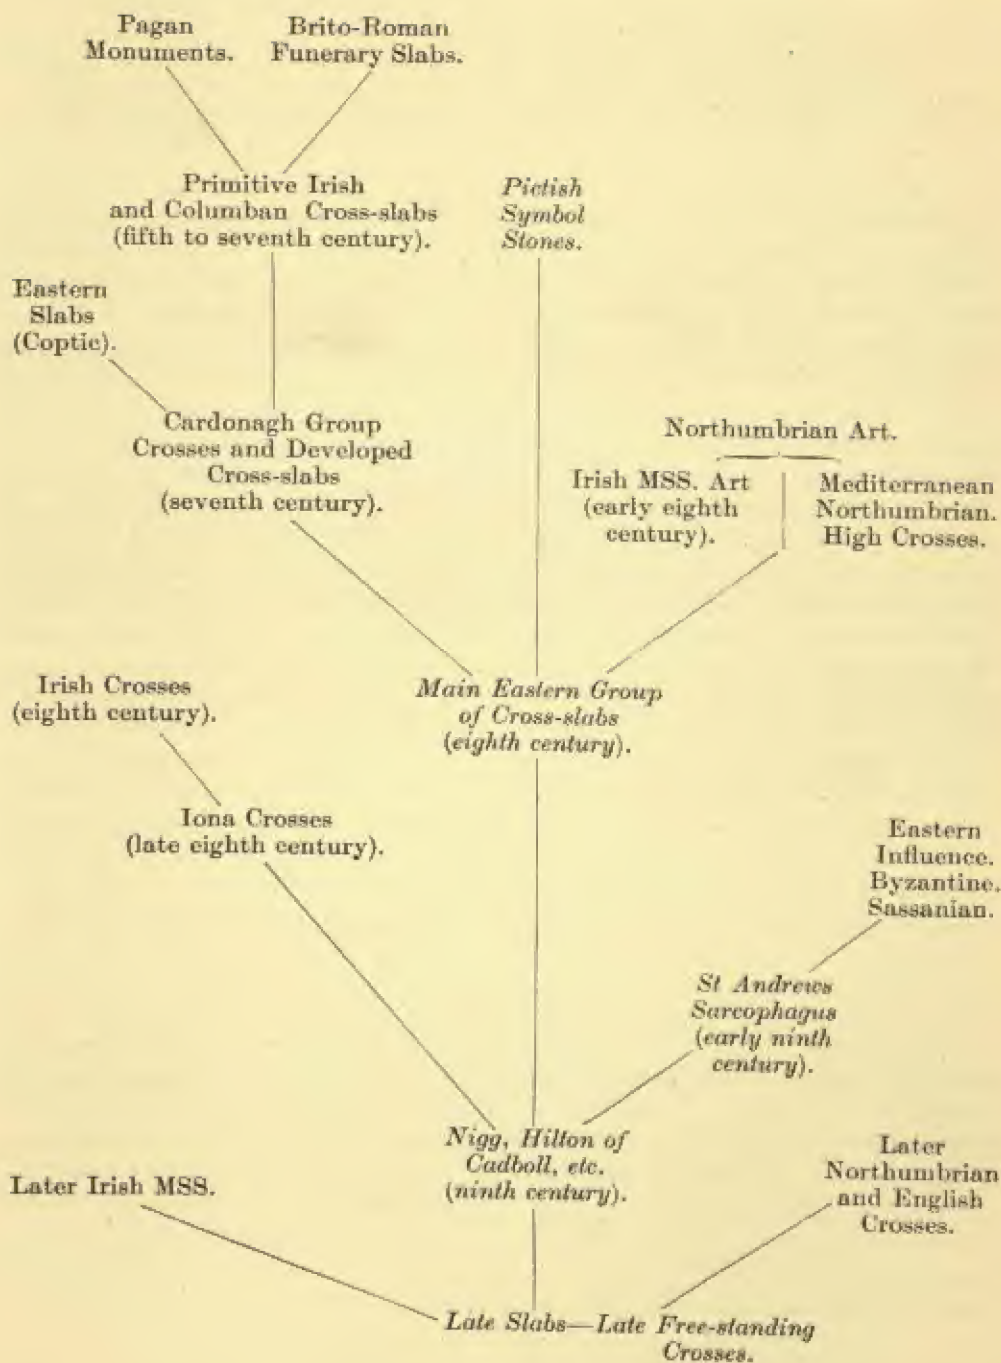 Pagan
Monuments.
Brito-Roman
Funerary Slabs.
Primitive Irish
and Columban Cross-slabs
(fifth to seventh century).
Pictish
Symbol
Stones.
Eastern
Slabs
(Coptic).
Cardonagh Group
Crosses and Developed
Cross-slabs
(seventh century).
Northumbrian Art.
Irish MSS. Art
(early eighth
century).
Mediterranean
Northumbrian.
High Crosses.
Irish Crosses
(eighth century).
Main Eastern Group
of Cross-slabs
(eighth century).
Iona Crosses
(late eighth century).
Eastern
Influence.
Byzantine.
Sassanian.
St Andrews
Sarcophagus
(early ninth
century).
Nigg, Hilton of
Cadboll, etc.
(ninth century).
Later Irish MSS.
Later
Northumbrian
and English
Crosses.
Late Slabs—Late Free-standing
Crosses.